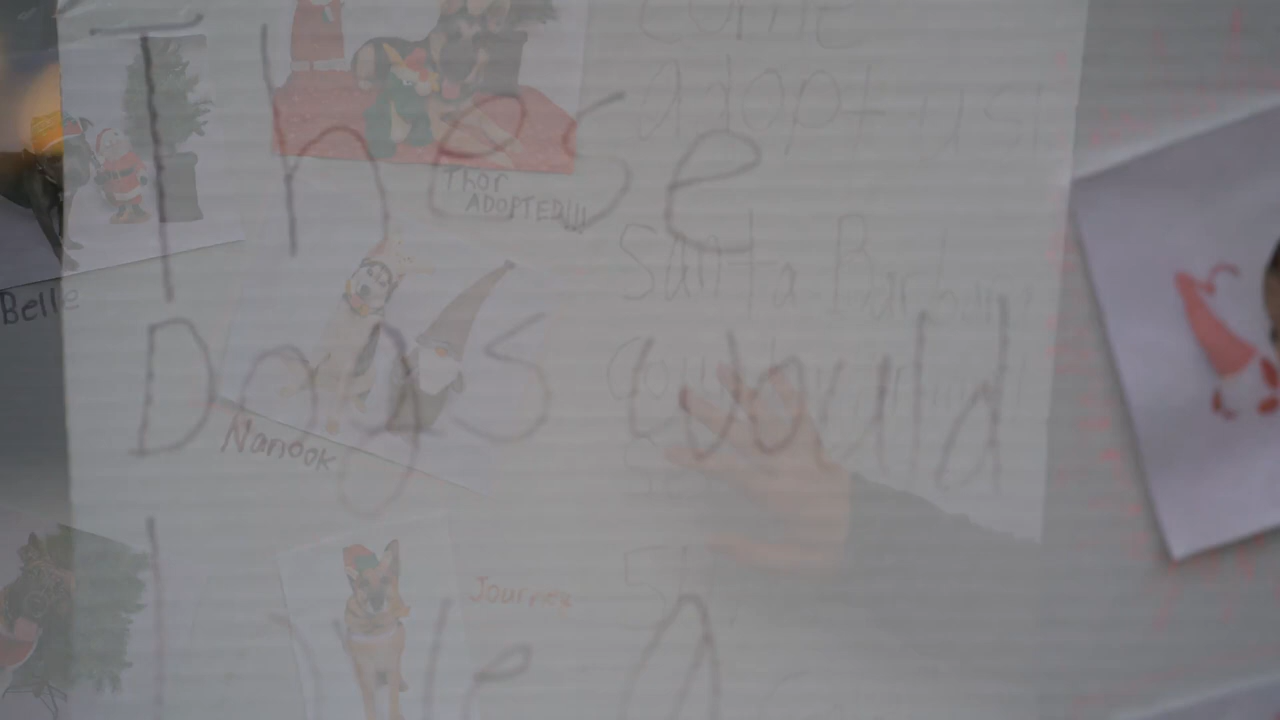 These
Dogs would
come
adopt us!
Santa Barbara
Thor
ADOPTED!!!
Belle
Nanook
Journey